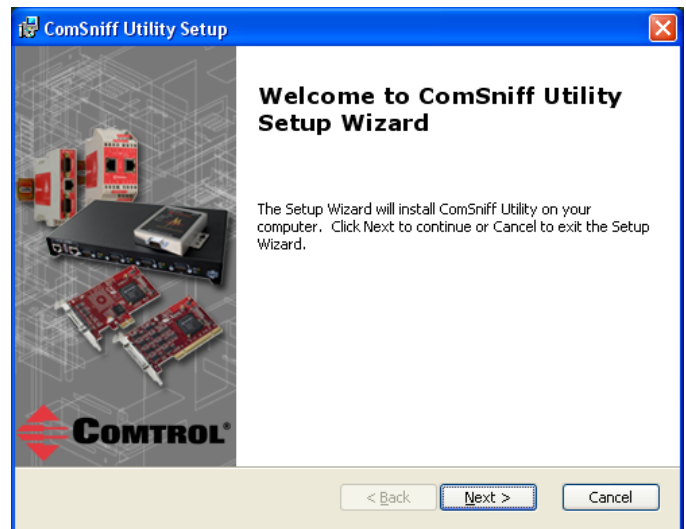 ComSniff Utility Setup
Welcome to ComSniff Utility
Setup Wizard
The Setup Wizard will install ComSniff Utility on your
computer. Click Next to continue or Cancel to exit the Setup
Wizard.
COMTROL®
< Back
Next >
Cancel